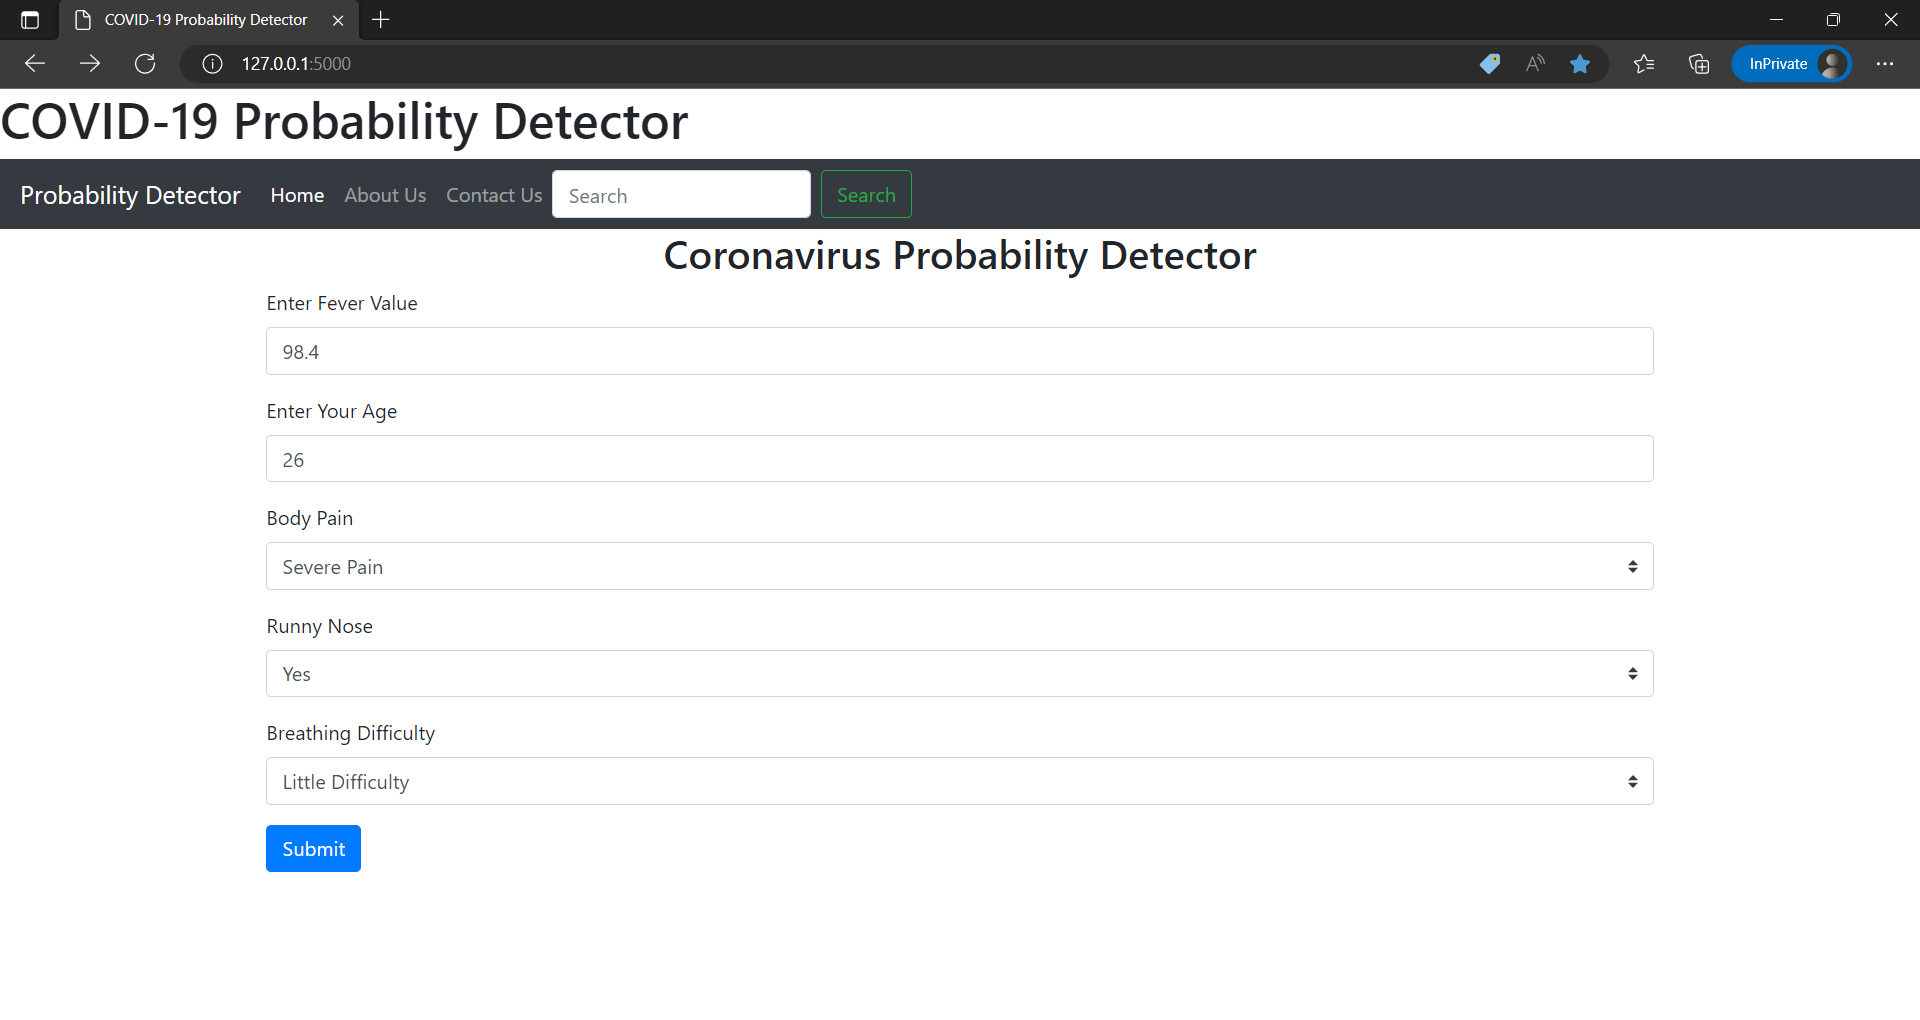 COVID-19 Probability Detector
127.0.0.1:5000
InPrivate
COVID-19 Probability Detector
Probability Detector Home About Us Contact Us Search Search
Coronavirus Probability Detector
Enter Fever Value
98.4
Enter Your Age
26
Body Pain
Severe Pain
Runny Nose
Yes
Breathing Difficulty
Little Difficulty
Submit